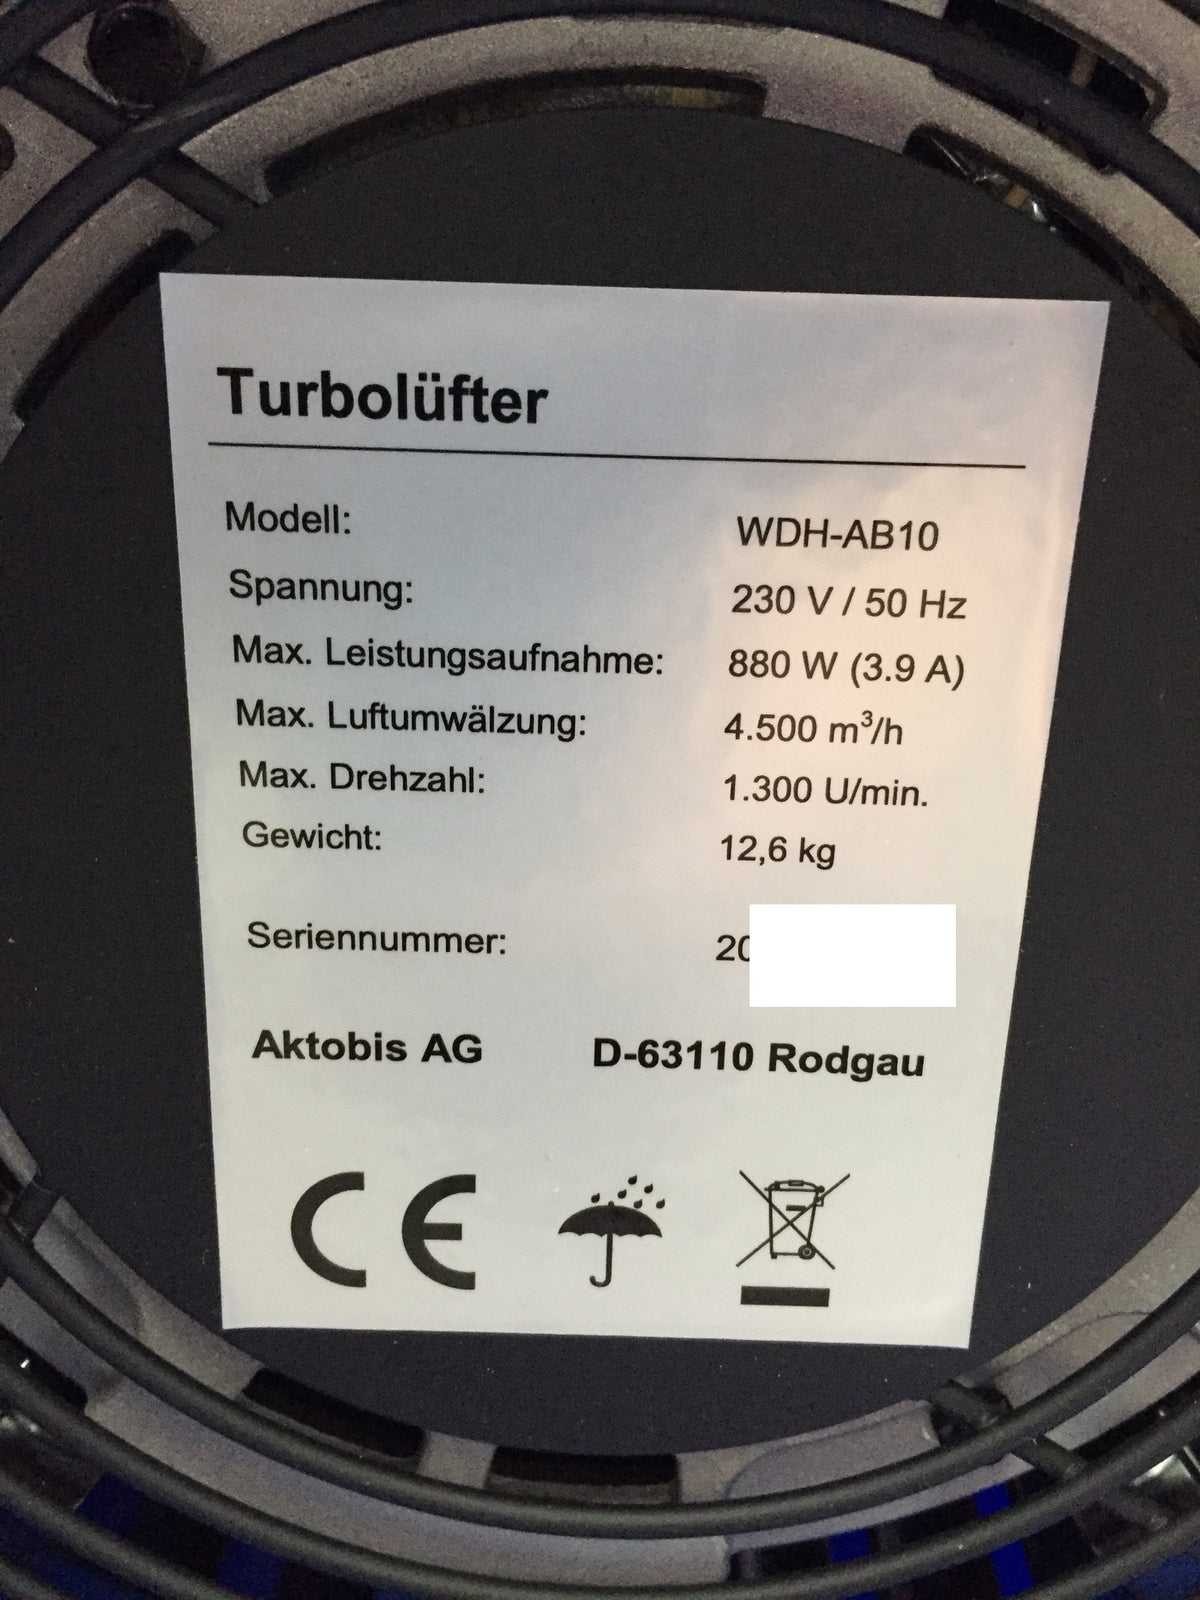 Turbolüfter
Modell: WDH-AB10
Spannung: 230 V / 50 Hz
Max. Leistungsaufnahme: 880 W (3.9 A)
Max. Luftumwälzung: 4.500 m³/h
Max. Drehzahl: 1.300 U/min.
Gewicht: 12,6 kg
Seriennummer: 20
Aktobis AG D-63110 Rodgau
CE